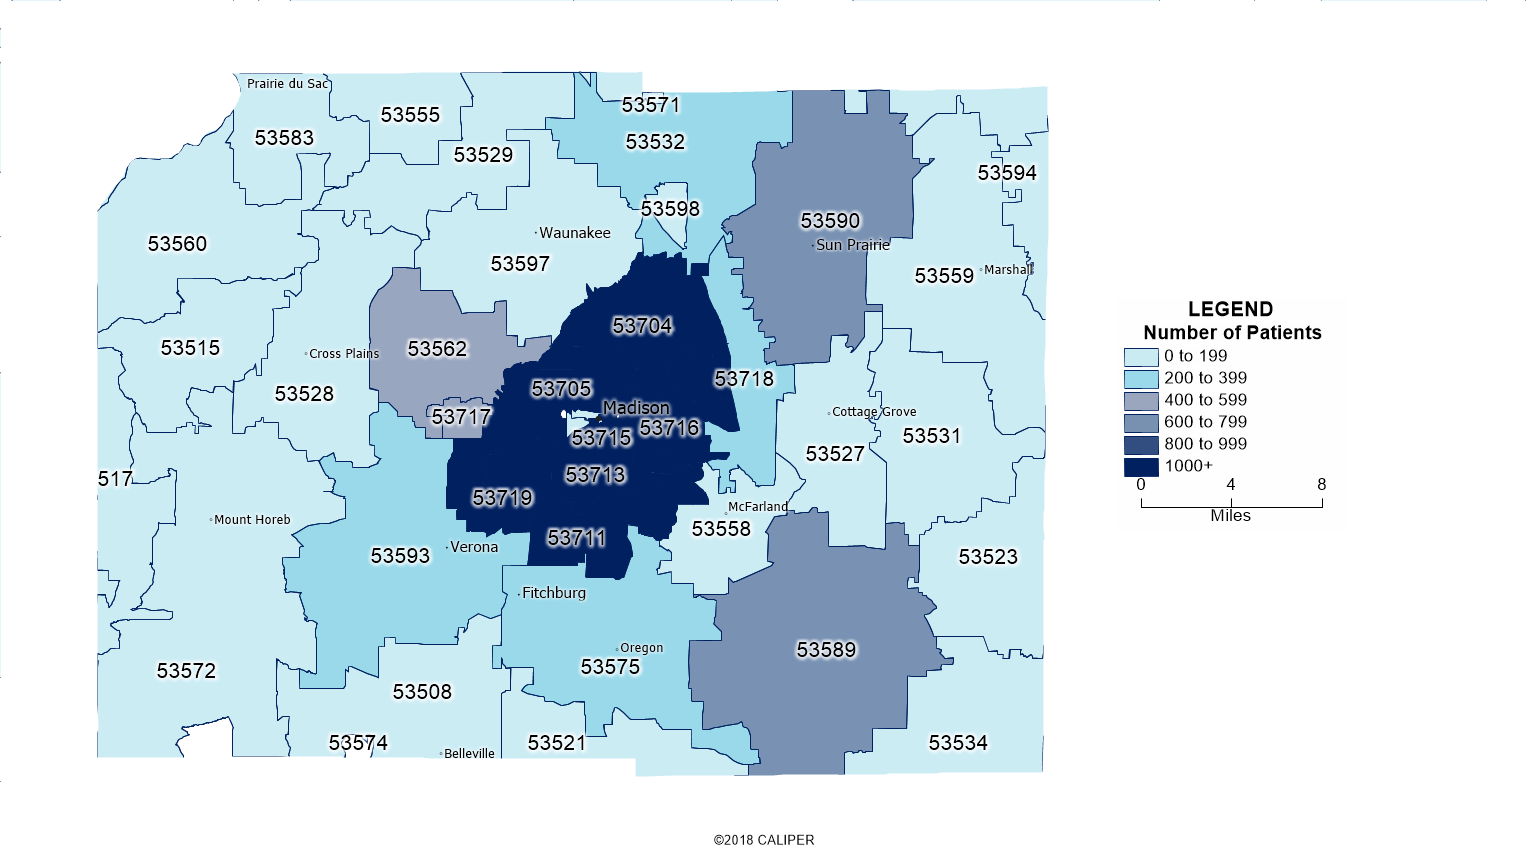 Prairie du Sac
53571
53555
53583
53532
53529
53594
53598
53590
Waunakee
53560
Sun Prairie
53597
53559
Marshall
53704
53515
53562
Cross Plains
53718
53705
53528
Madison
Cottage Grove
53717
53716
53715
53531
53527
53713
517
53719
McFarland
Mount Horeb
53558
53711
Verona
53593
53523
Fitchburg
Oregon
53589
53575
53572
53508
53574
53521
53534
Belleville
LEGEND
Number of Patients
0 to 199
200 to 399
400 to 599
600 to 799
800 to 999
1000+
0 4 8
Miles
©2018 CALIPER